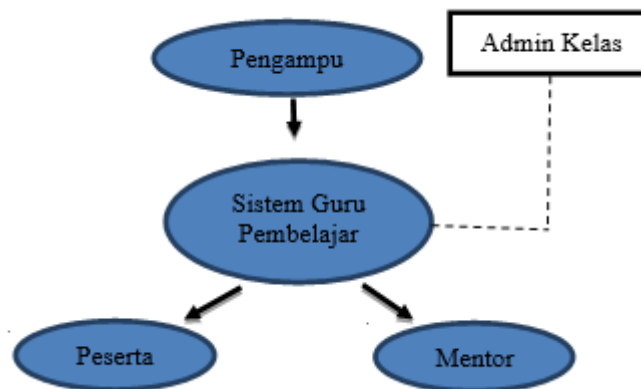 Pengampu
Admin Kelas
Sistem Guru
Pembelajar
Peserta
Mentor